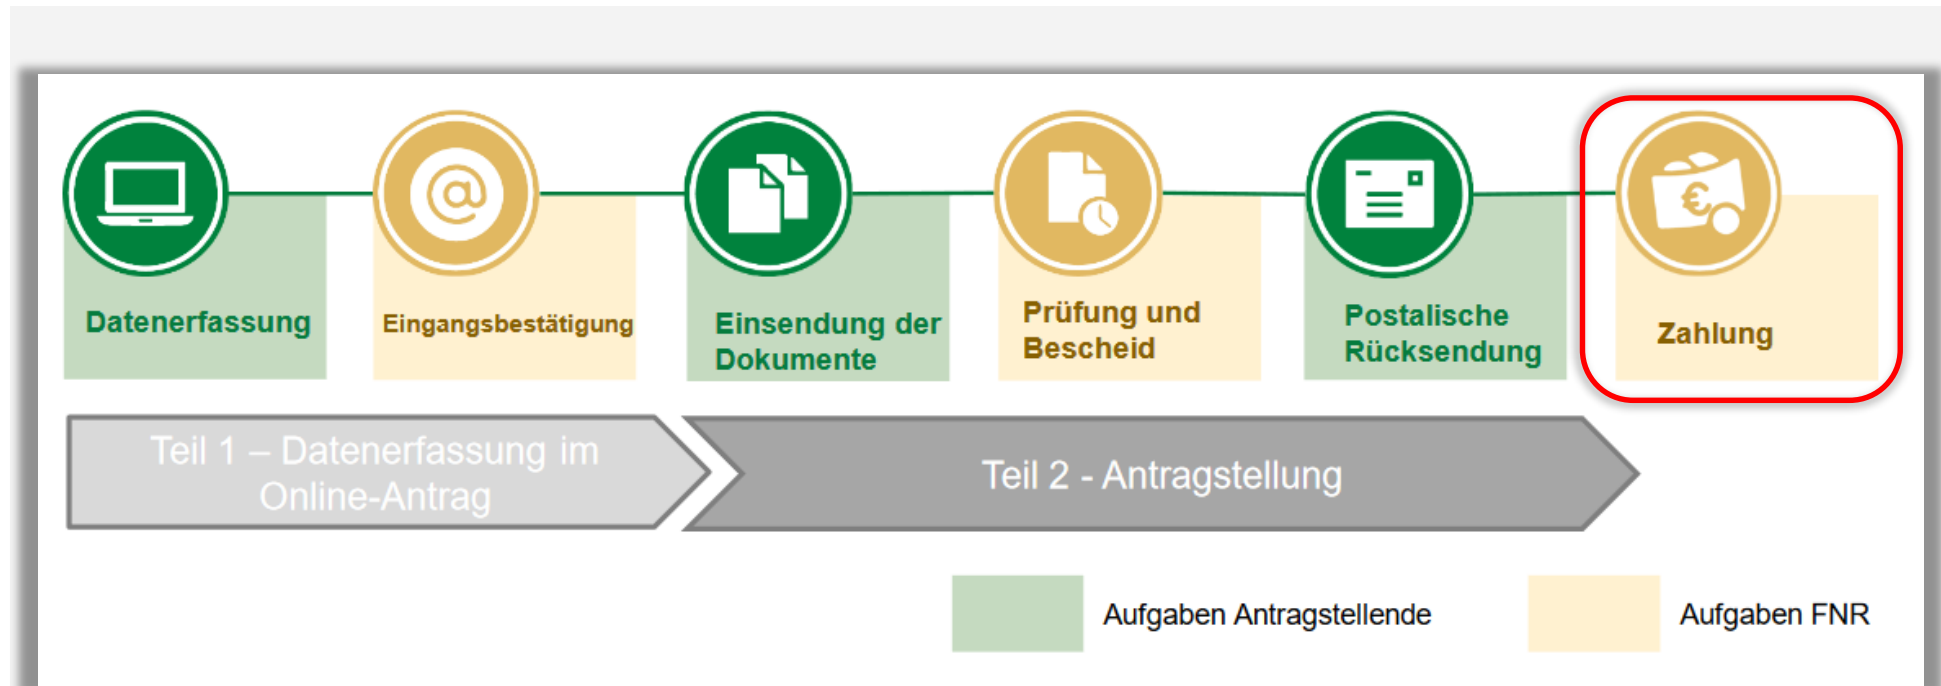 Datenerfassung
Eingangsbestätigung
Einsendung der
Dokumente
Prüfung und
Bescheid
Postalische
Rücksendung
Zahlung
Teil 1 – Datenerfassung im
Online-Antrag
Teil 2 - Antragstellung
Aufgaben Antragstellende
Aufgaben FNR